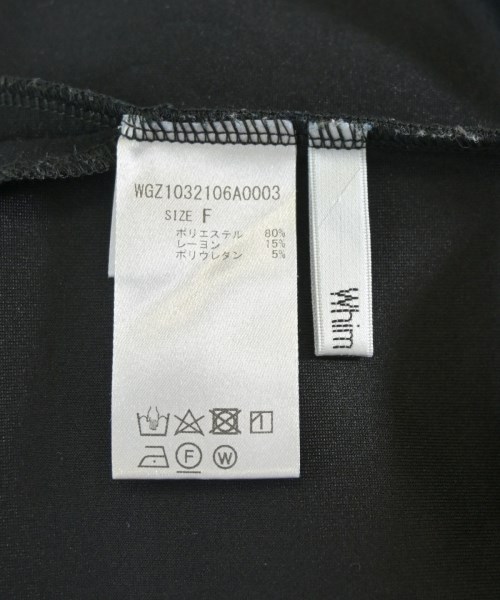 WGZ1032106A0003
SIZE F
ポリエステル 80%
レーヨン 15%
ポリウレタン 5%
F W
Whim